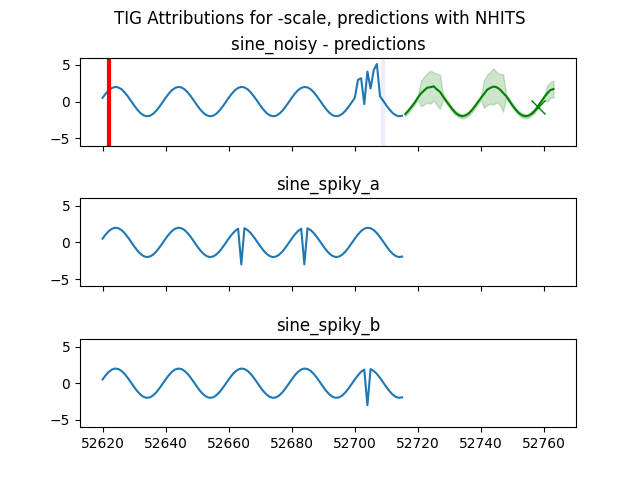 TIG Attributions for -scale, predictions with NHITS
sine_noisy - predictions
5
0
−5
sine_spiky_a
5
0
−5
sine_spiky_b
5
0
−5
52620 52640 52660 52680 52700 52720 52740 52760